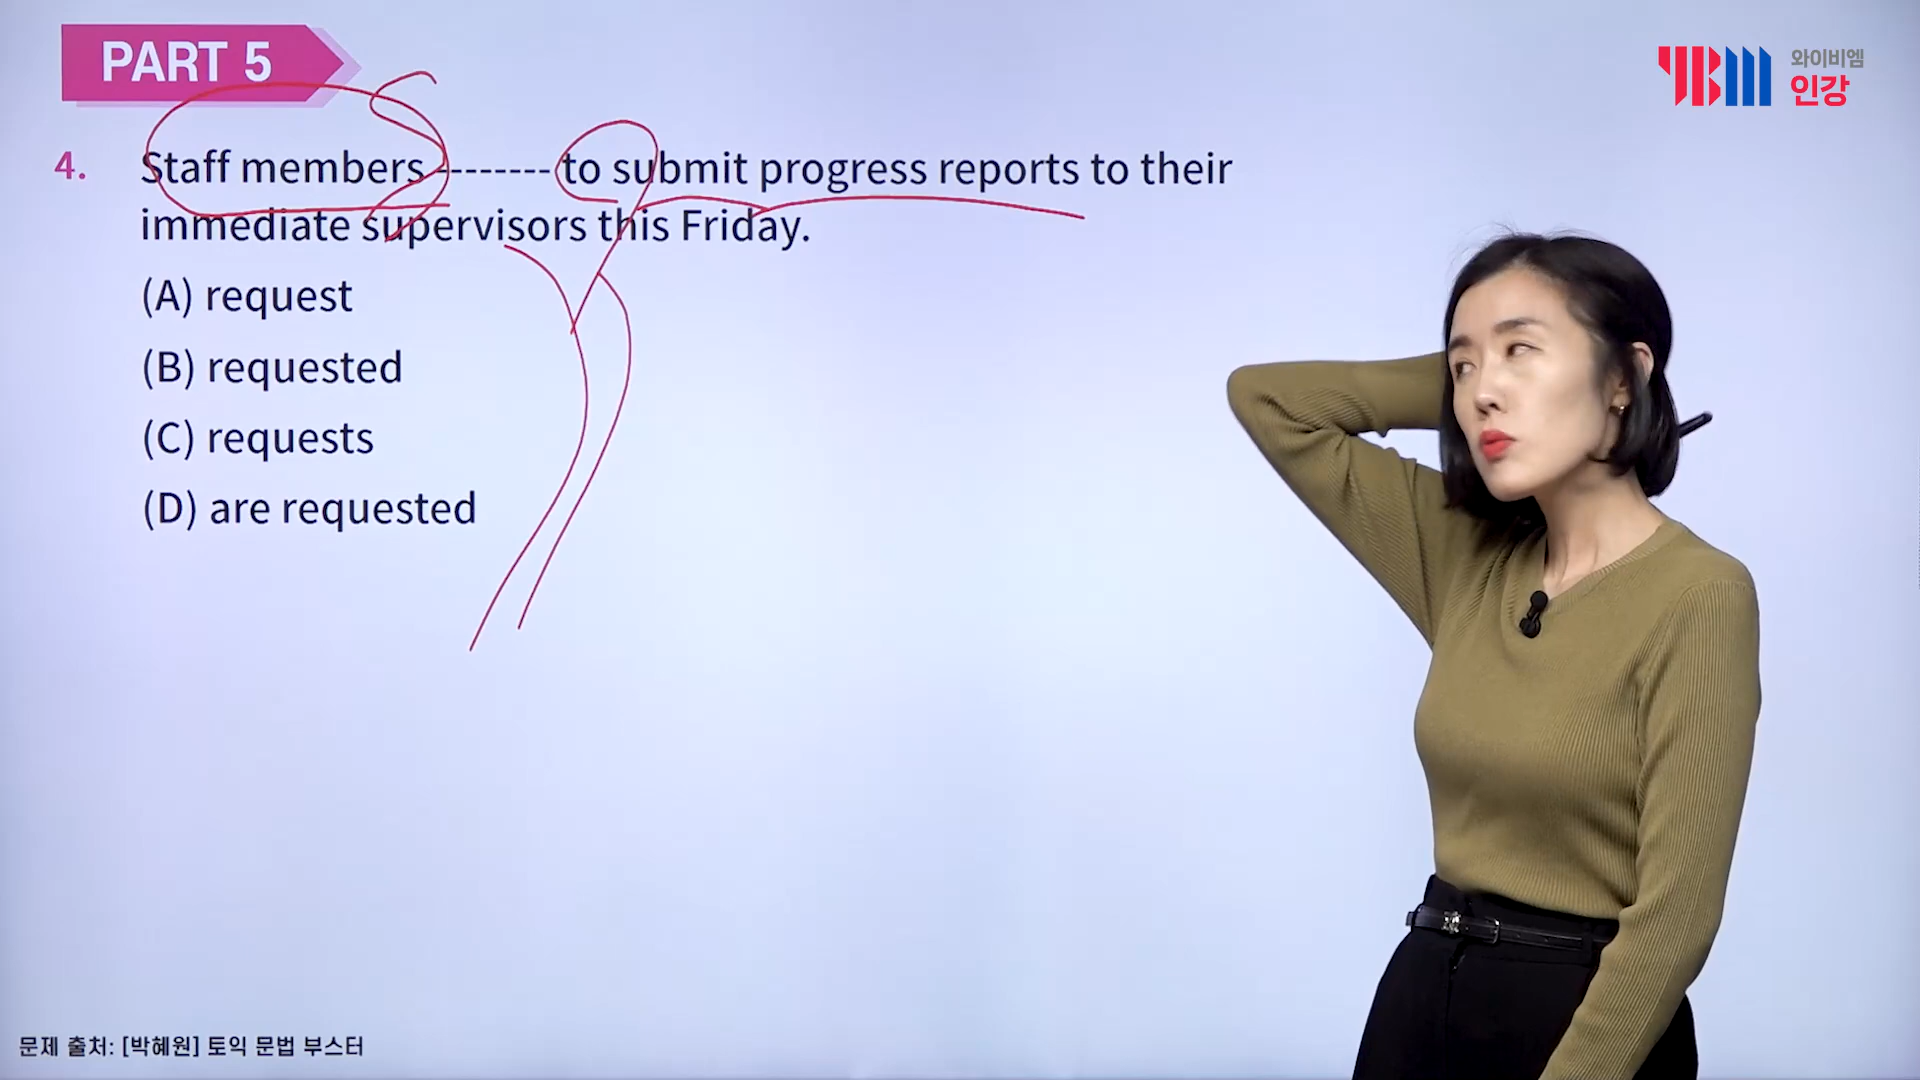 PART 5
YBM 와이비엠 인강
4. Staff members -------- to submit progress reports to their
immediate supervisors this Friday.
(A) request
(B) requested
(C) requests
(D) are requested
문제 출처: [박혜원] 토익 문법 부스터